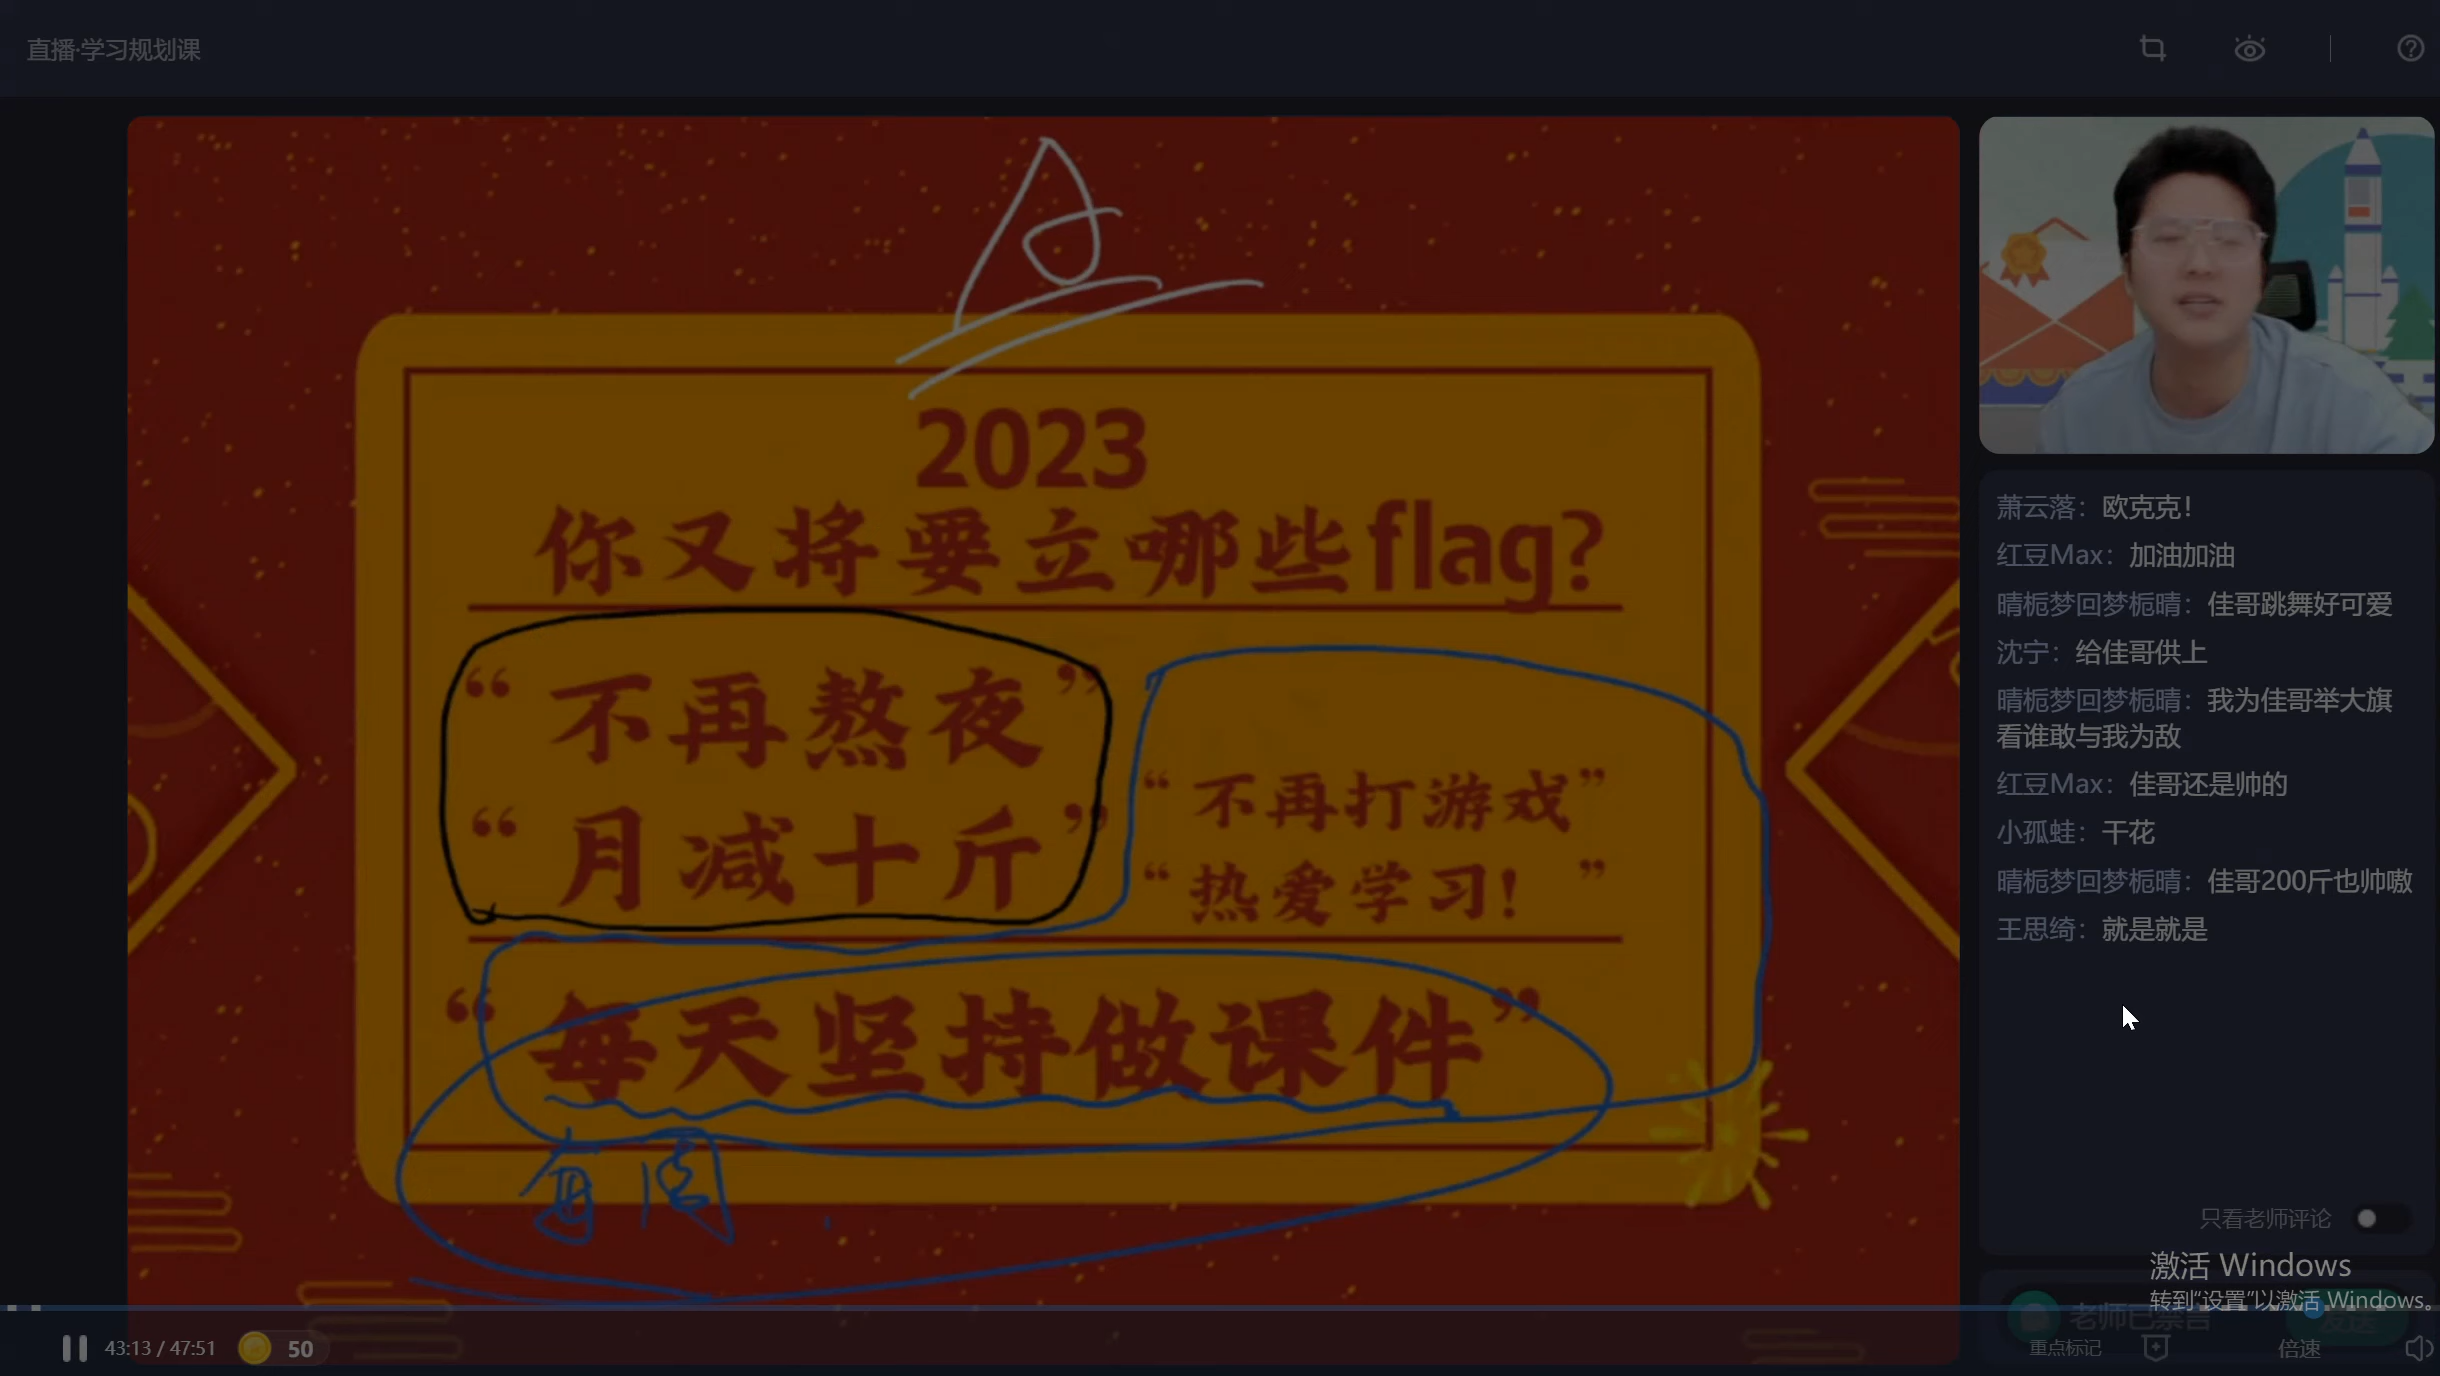 直播·学习规划课
2023
你又将要立哪些flag?
“不再熬夜”
“月减十斤”
“不再打游戏”
“热爱学习! ”
“每天坚持做课件”
每周
萧云落：欧克克！
红豆Max：加油加油
晴栀梦回梦栀晴：佳哥跳舞好可爱
沈宁：给佳哥供上
晴栀梦回梦栀晴：我为佳哥举大旗
看谁敢与我为敌
红豆Max：佳哥还是帅的
小孤蛙：干花
晴栀梦回梦栀晴：佳哥200斤也帅嗷
王思绮：就是就是
只看老师评论
激活 Windows
转到“设置”以激活 Windows。
老师已禁言
发送
43:13 / 47:51
50
重点标记
倍速